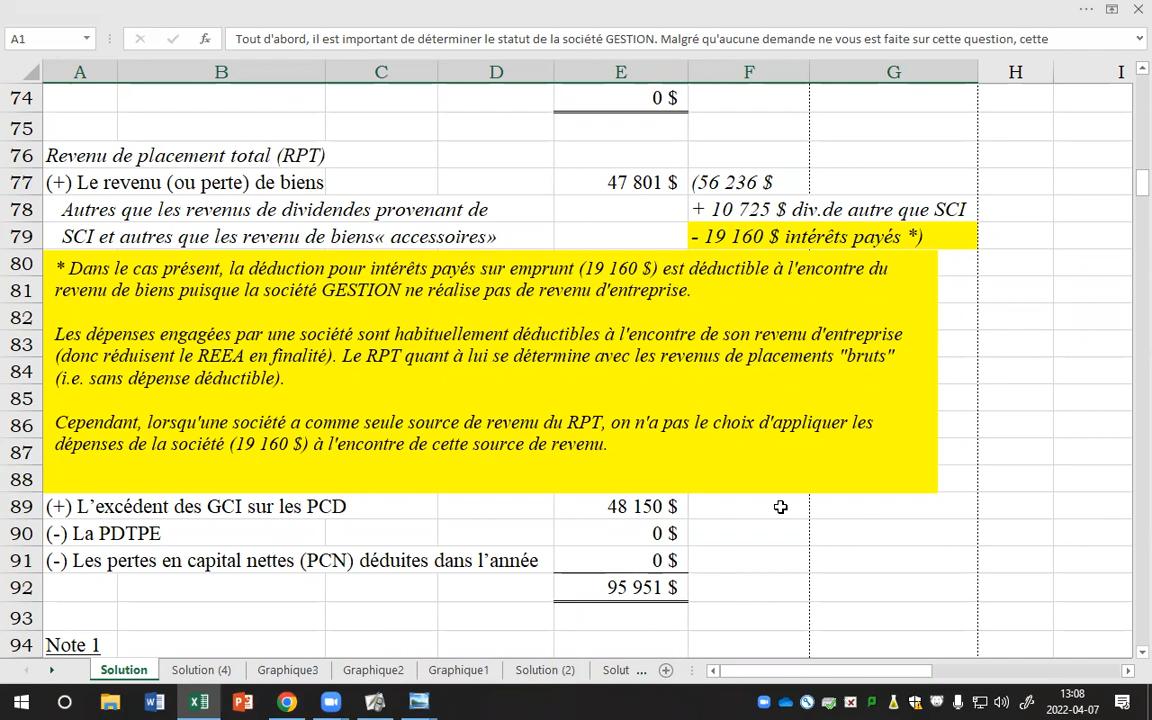 A1
Tout d'abord, il est important de déterminer le statut de la société GESTION. Malgré qu'aucune demande ne vous est faite sur cette question, cette
A B C D E F G H I
74 0 $
75
76 Revenu de placement total (RPT)
77 (+) Le revenu (ou perte) de biens 47 801 $ (56 236 $
78 Autres que les revenus de dividendes provenant de + 10 725 $ div.de autre que SCI
79 SCI et autres que les revenu de biens« accessoires» - 19 160 $ intérêts payés *)
80 * Dans le cas présent, la déduction pour intérêts payés sur emprunt (19 160 $) est déductible à l'encontre du
81 revenu de biens puisque la société GESTION ne réalise pas de revenu d'entreprise.
82
83 Les dépenses engagées par une société sont habituellement déductibles à l'encontre de son revenu d'entreprise
84 (donc réduisent le REEA en finalité). Le RPT quant à lui se détermine avec les revenus de placements "bruts"
85 (i.e. sans dépense déductible).
86 Cependant, lorsqu'une société a comme seule source de revenu du RPT, on n'a pas le choix d'appliquer les
87 dépenses de la société (19 160 $) à l'encontre de cette source de revenu.
88
89 (+) L'excédent des GCI sur les PCD 48 150 $
90 (-) La PDTPE 0 $
91 (-) Les pertes en capital nettes (PCN) déduites dans l'année 0 $
92 95 951 $
93
94 Note 1
Solution Solution (4) Graphique3 Graphique2 Graphique1 Solution (2) Solut ...
13:08
2022-04-07